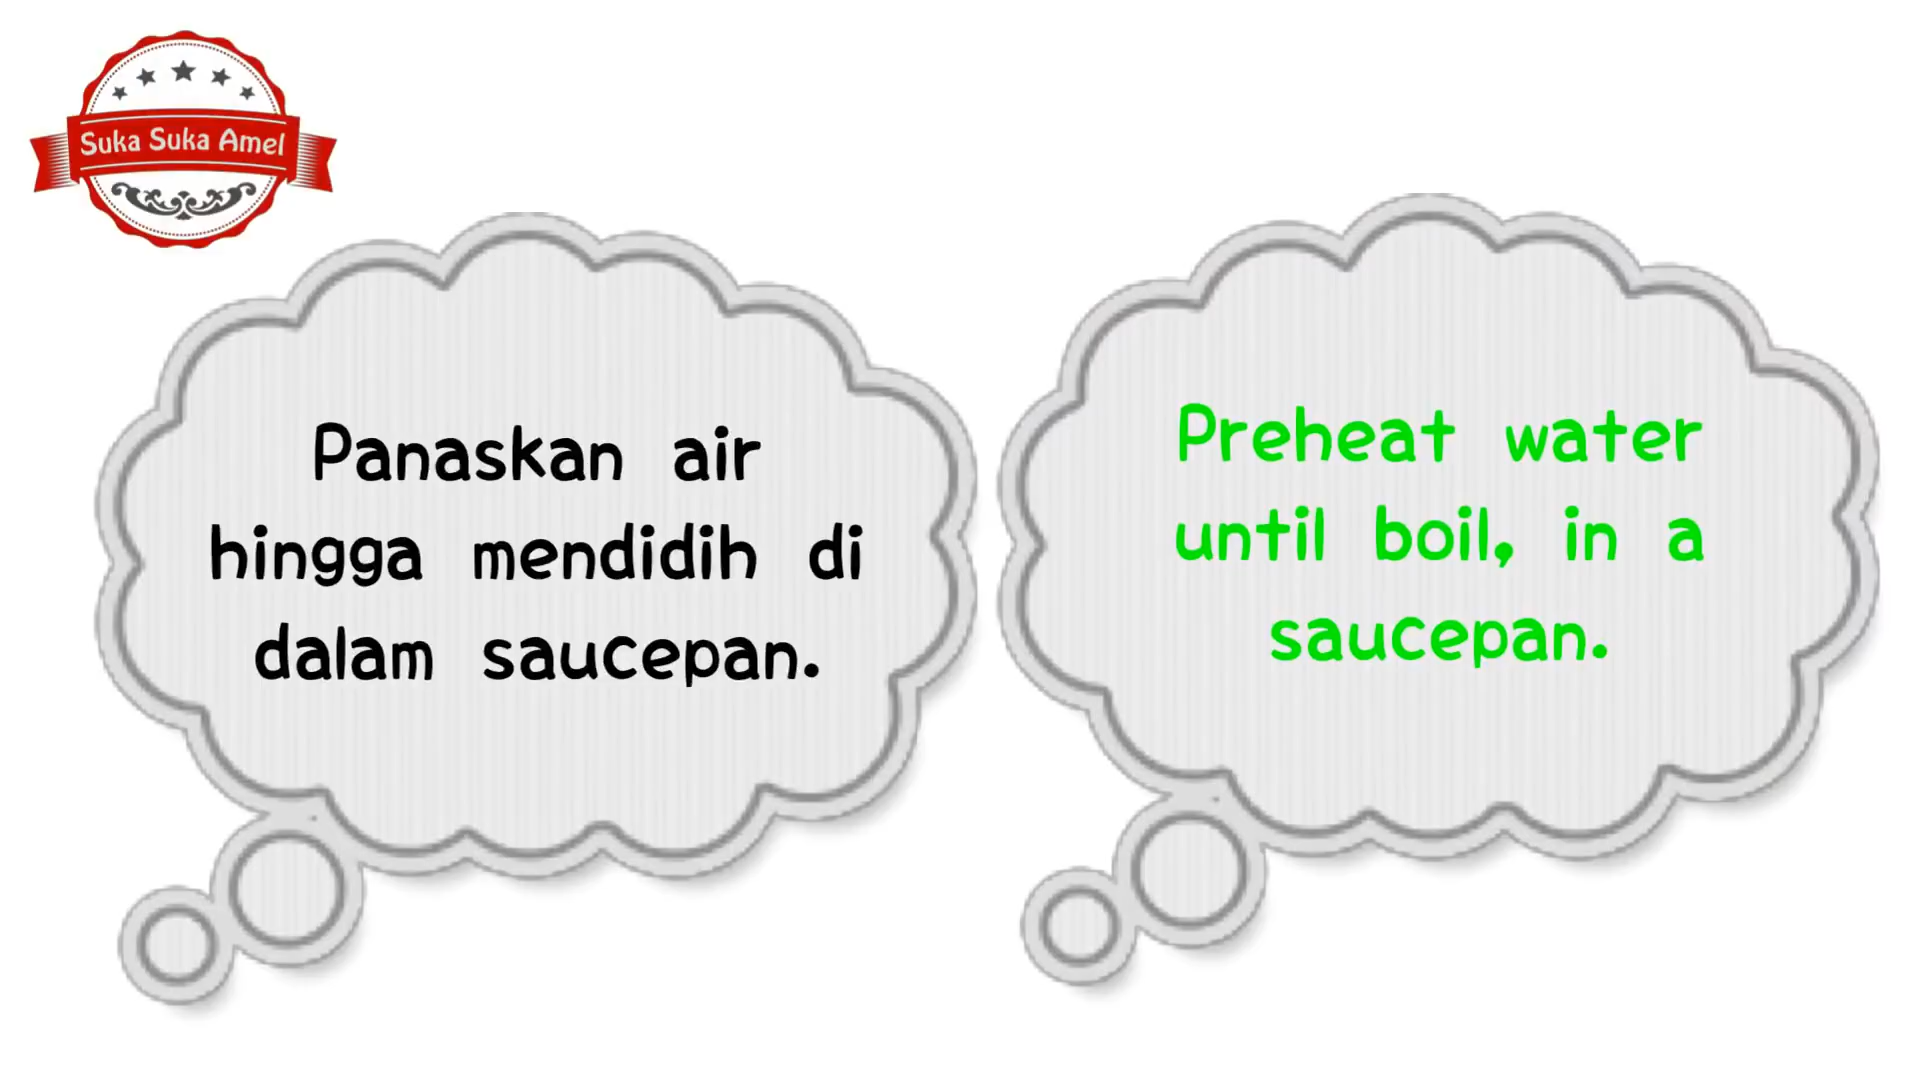 Suka Suka Amel
Panaskan air
hingga mendidih di
dalam saucepan.
Preheat water
until boil, in a
saucepan.